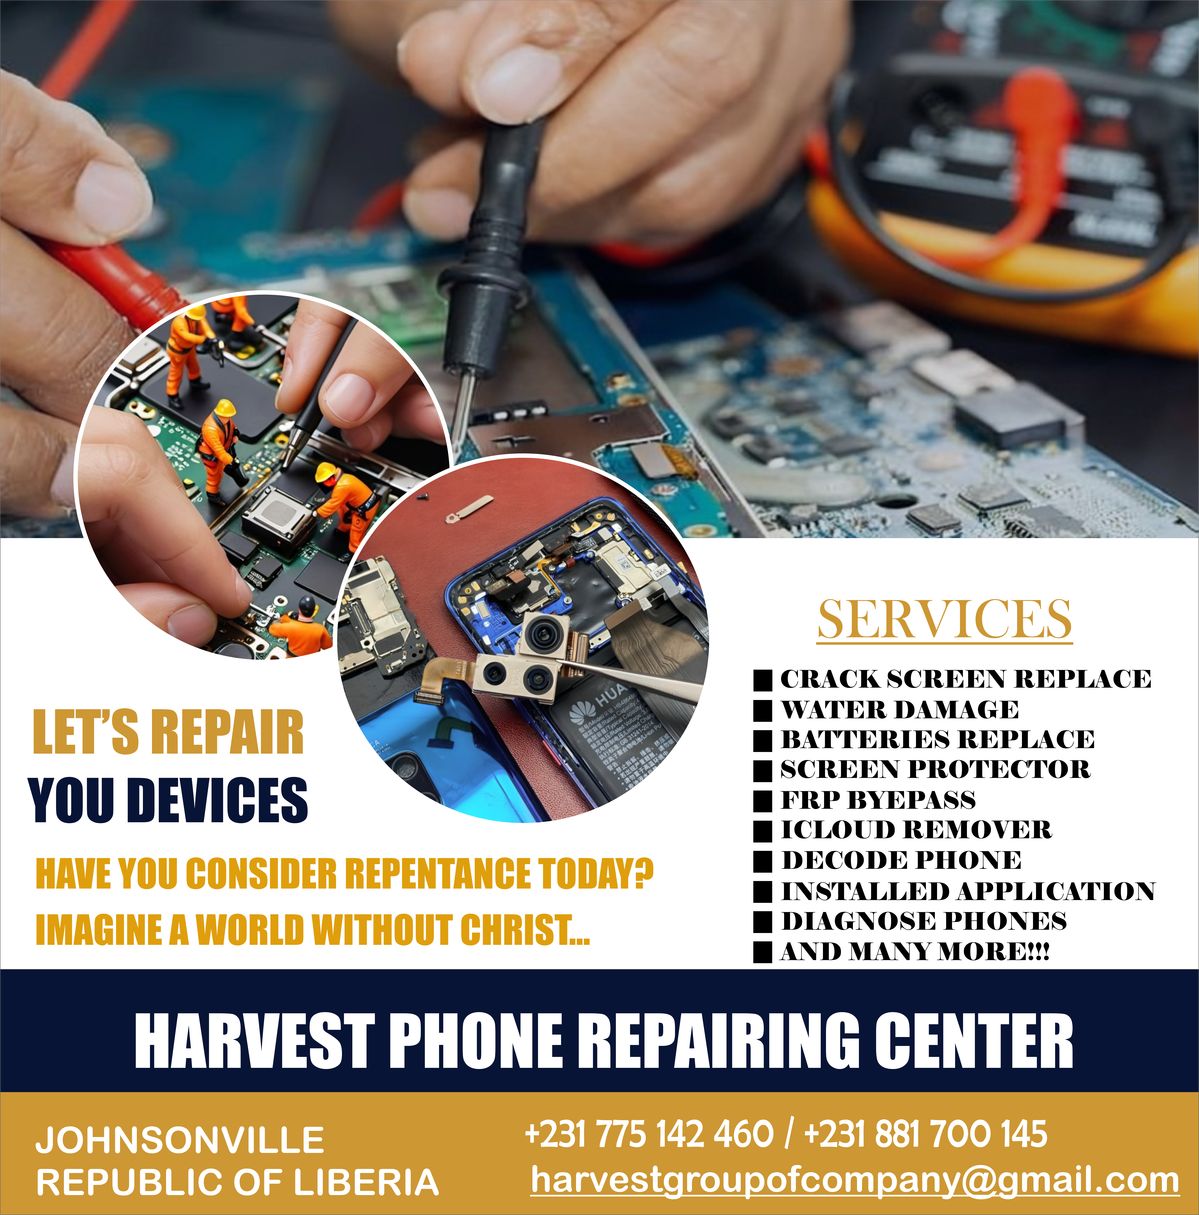 SERVICES
CRACK SCREEN REPLACE
WATER DAMAGE
BATTERIES REPLACE
SCREEN PROTECTOR
FRP BYEPASS
ICLOUD REMOVER
DECODE PHONE
INSTALLED APPLICATION
DIAGNOSE PHONES
AND MANY MORE!!!
LET'S REPAIR
YOU DEVICES
HAVE YOU CONSIDER REPENTANCE TODAY?
IMAGINE A WORLD WITHOUT CHRIST...
HUA
HARVEST PHONE REPAIRING CENTER
JOHNSONVILLE
REPUBLIC OF LIBERIA
+231 775 142 460 / +231 881 700 145
harvestgroupofcompany@gmail.com